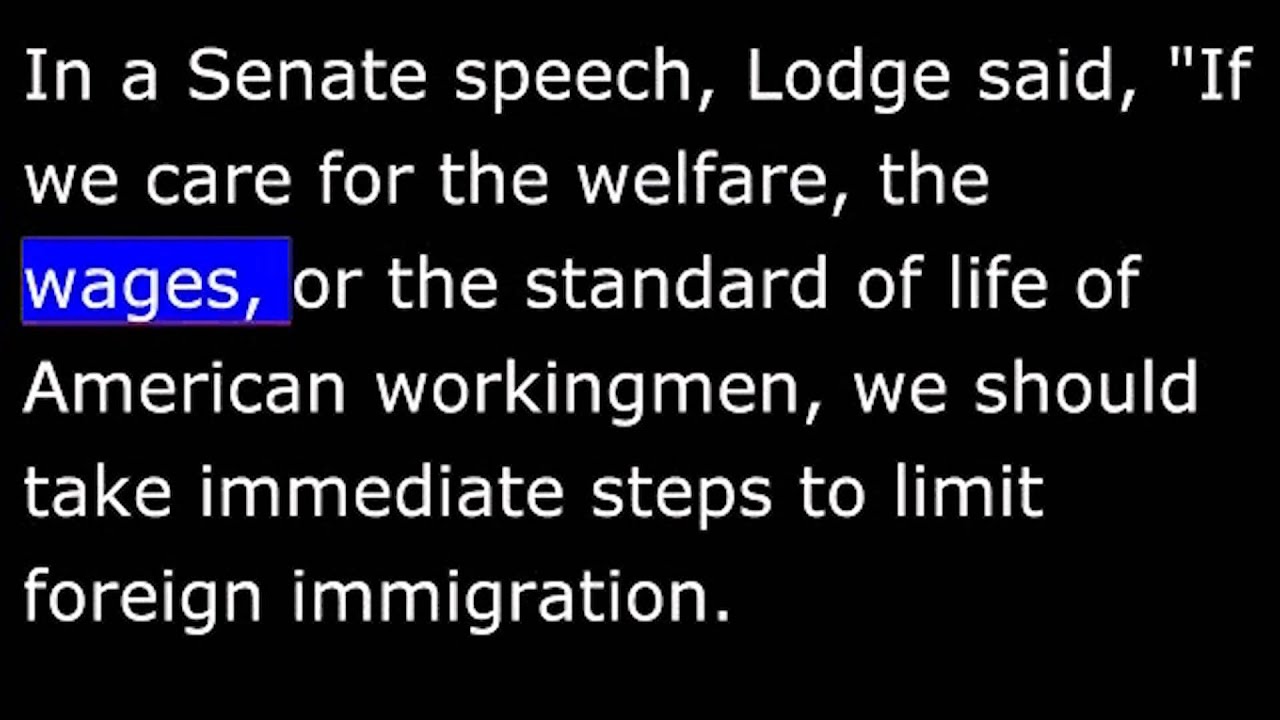 In a Senate speech, Lodge said, "If
we care for the welfare, the
wages, or the standard of life of
American workingmen, we should
take immediate steps to limit
foreign immigration.